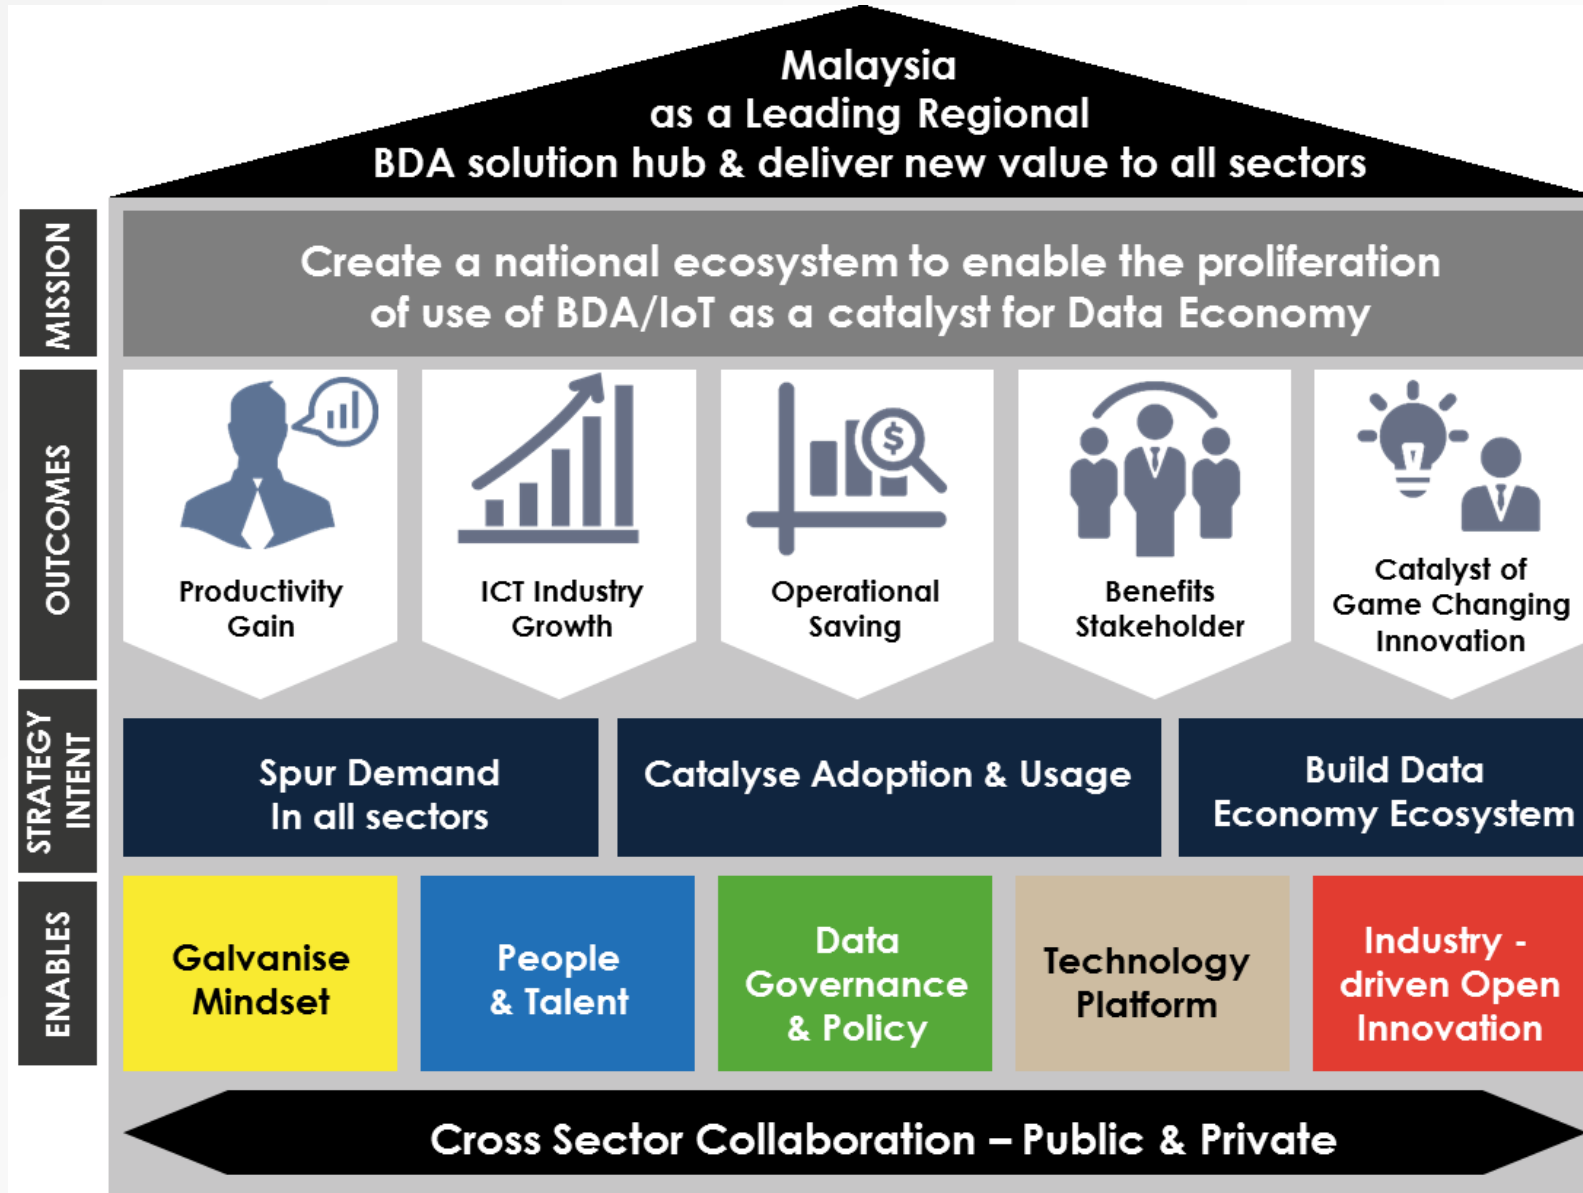 Malaysia
as a Leading Regional
BDA solution hub & deliver new value to all sectors
MISSION
Create a national ecosystem to enable the proliferation
of use of BDA/IoT as a catalyst for Data Economy
OUTCOMES
Productivity
Gain
ICT Industry
Growth
$
Operational
Saving
Benefits
Stakeholder
Catalyst of
Game Changing
Innovation
STRATEGY
INTENT
Spur Demand
In all sectors
Catalyse Adoption & Usage
Build Data
Economy Ecosystem
ENABLES
Galvanise
Mindset
People
& Talent
Data
Governance
& Policy
Technology
Platform
Industry -
driven Open
Innovation
Cross Sector Collaboration – Public & Private